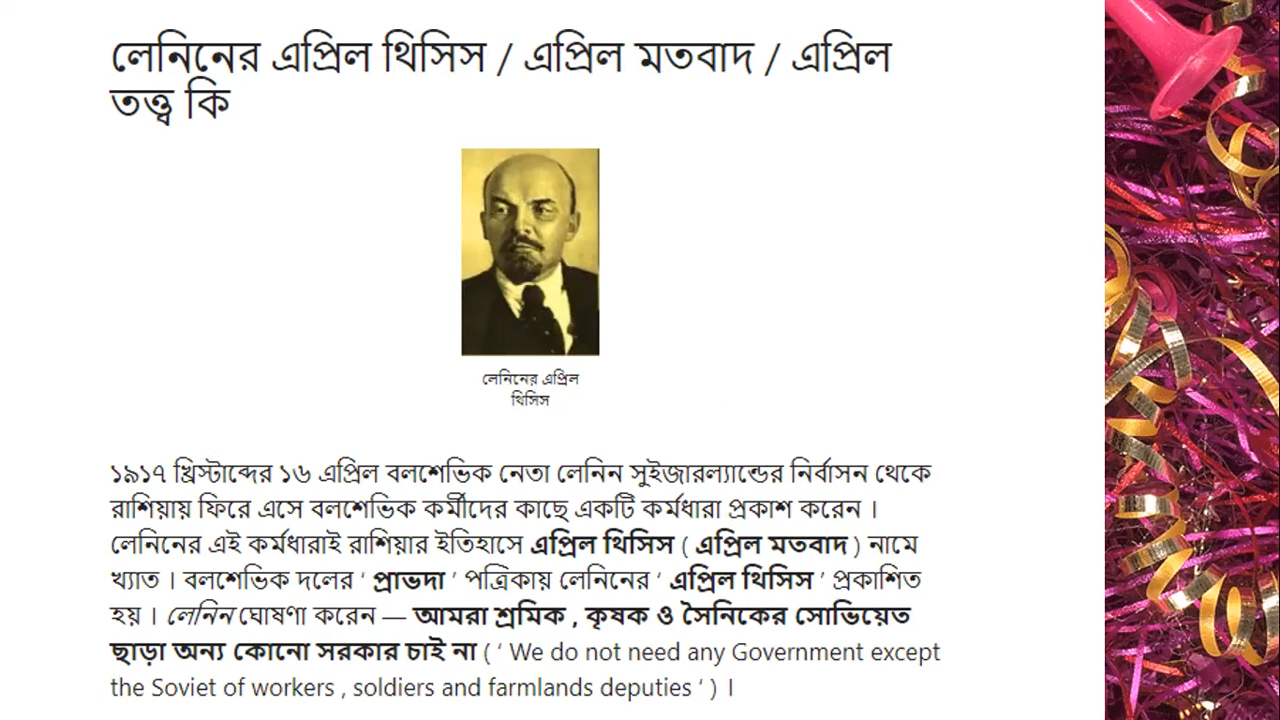 লেনিনের এপ্রিল থিসিস / এপ্রিল মতবাদ / এপ্রিল
তত্ত্ব কি
লেনিনের এপ্রিল
থিসিস
১৯১৭ খ্রিস্টাব্দের ১৬ এপ্রিল বলশেভিক নেতা লেনিন সুইজারল্যান্ডের নির্বাসন থেকে
রাশিয়ায় ফিরে এসে বলশেভিক কর্মীদের কাছে একটি কর্মধারা প্রকাশ করেন ।
লেনিনের এই কর্মধারাই রাশিয়ার ইতিহাসে এপ্রিল থিসিস ( এপ্রিল মতবাদ ) নামে
খ্যাত । বলশেভিক দলের ‘ প্রাভদা ’ পত্রিকায় লেনিনের ‘ এপ্রিল থিসিস ’ প্রকাশিত
হয় । লেনিন ঘোষণা করেন — আমরা শ্রমিক , কৃষক ও সৈনিকের সোভিয়েত
ছাড়া অন্য কোনো সরকার চাই না ( ‘ We do not need any Government except
the Soviet of workers , soldiers and farmlands deputies ‘ ) ।